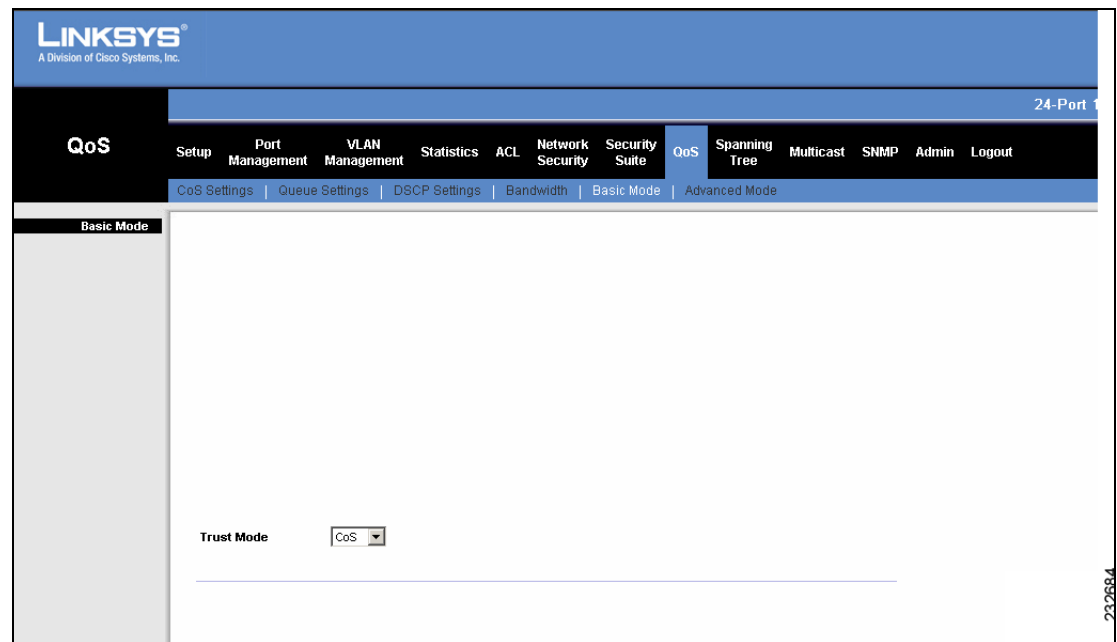 LINKSYS®
A Division of Cisco Systems, Inc.
24-Port 1
QoS
Setup Port Management VLAN Management Statistics ACL Network Security Security Suite QoS Spanning Tree Multicast SNMP Admin Logout
CoS Settings | Queue Settings | DSCP Settings | Bandwidth | Basic Mode | Advanced Mode
Basic Mode
Trust Mode CoS
232684